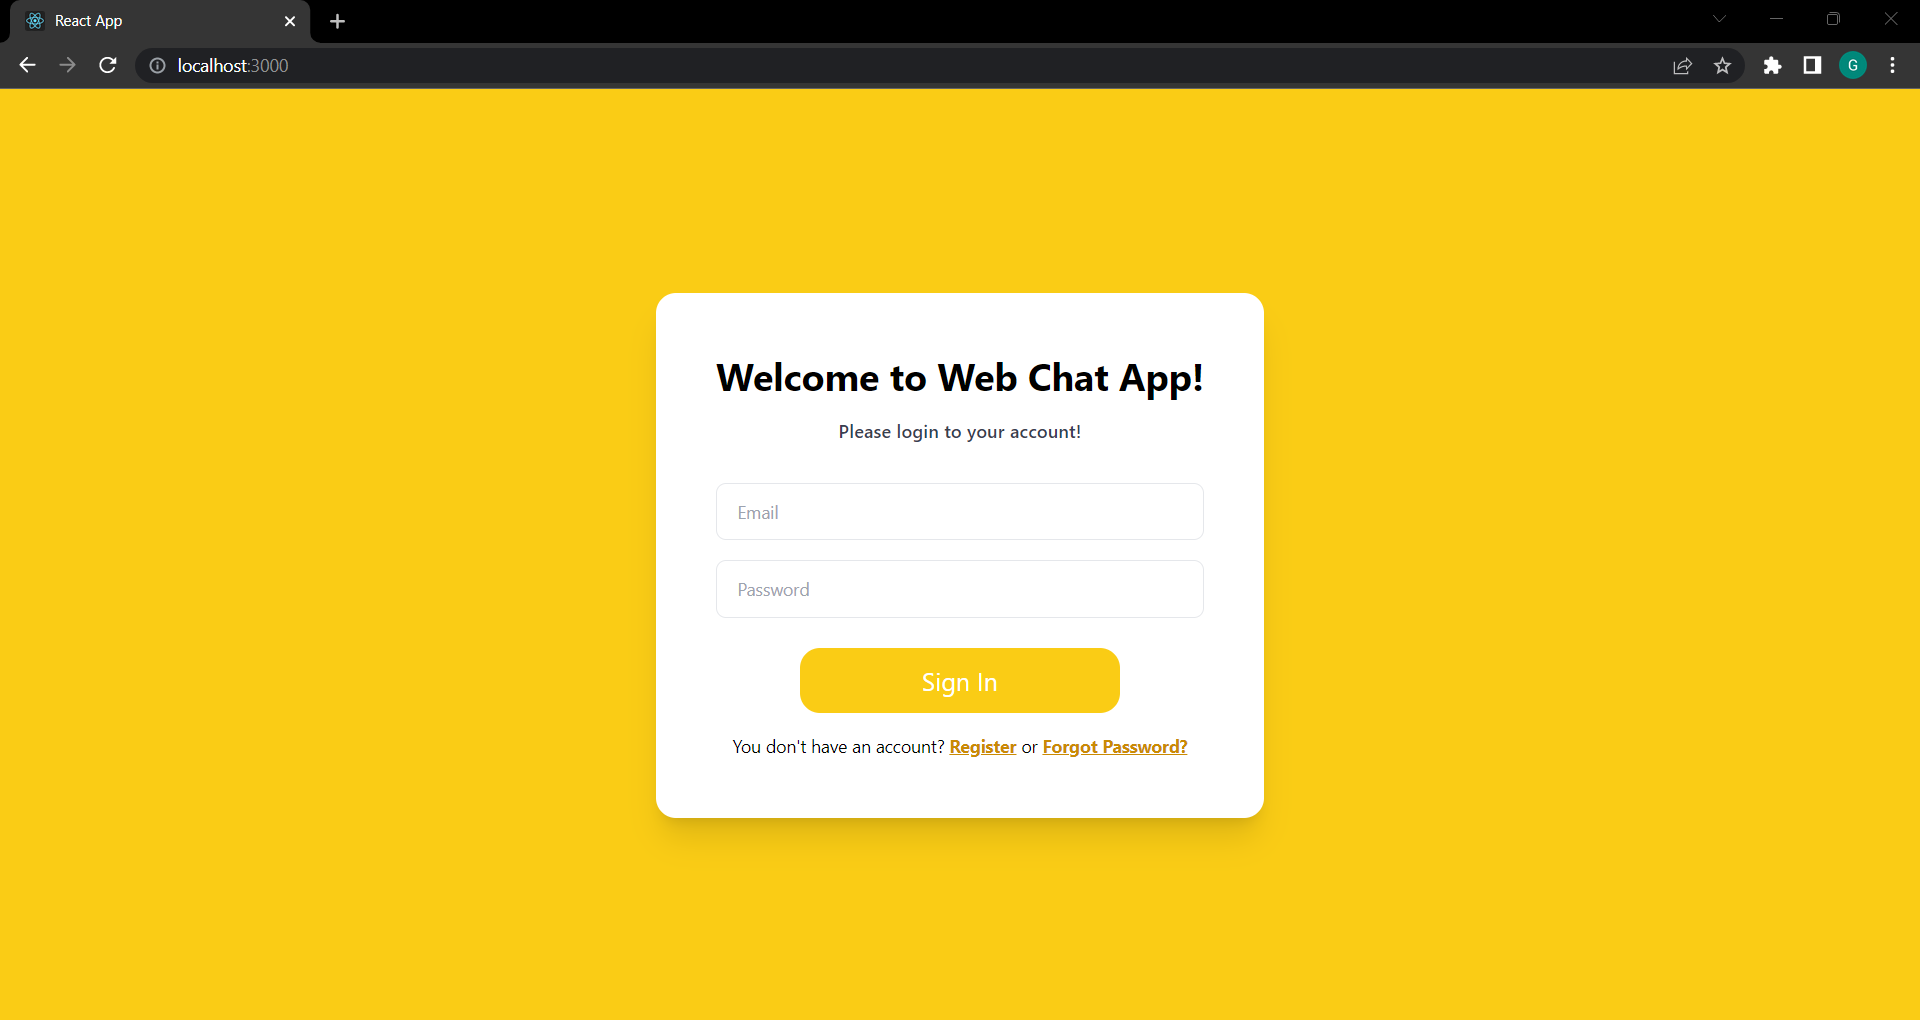 React App
localhost:3000
G
Welcome to Web Chat App!
Please login to your account!
Email
Password
Sign In
You don't have an account? Register or Forgot Password?